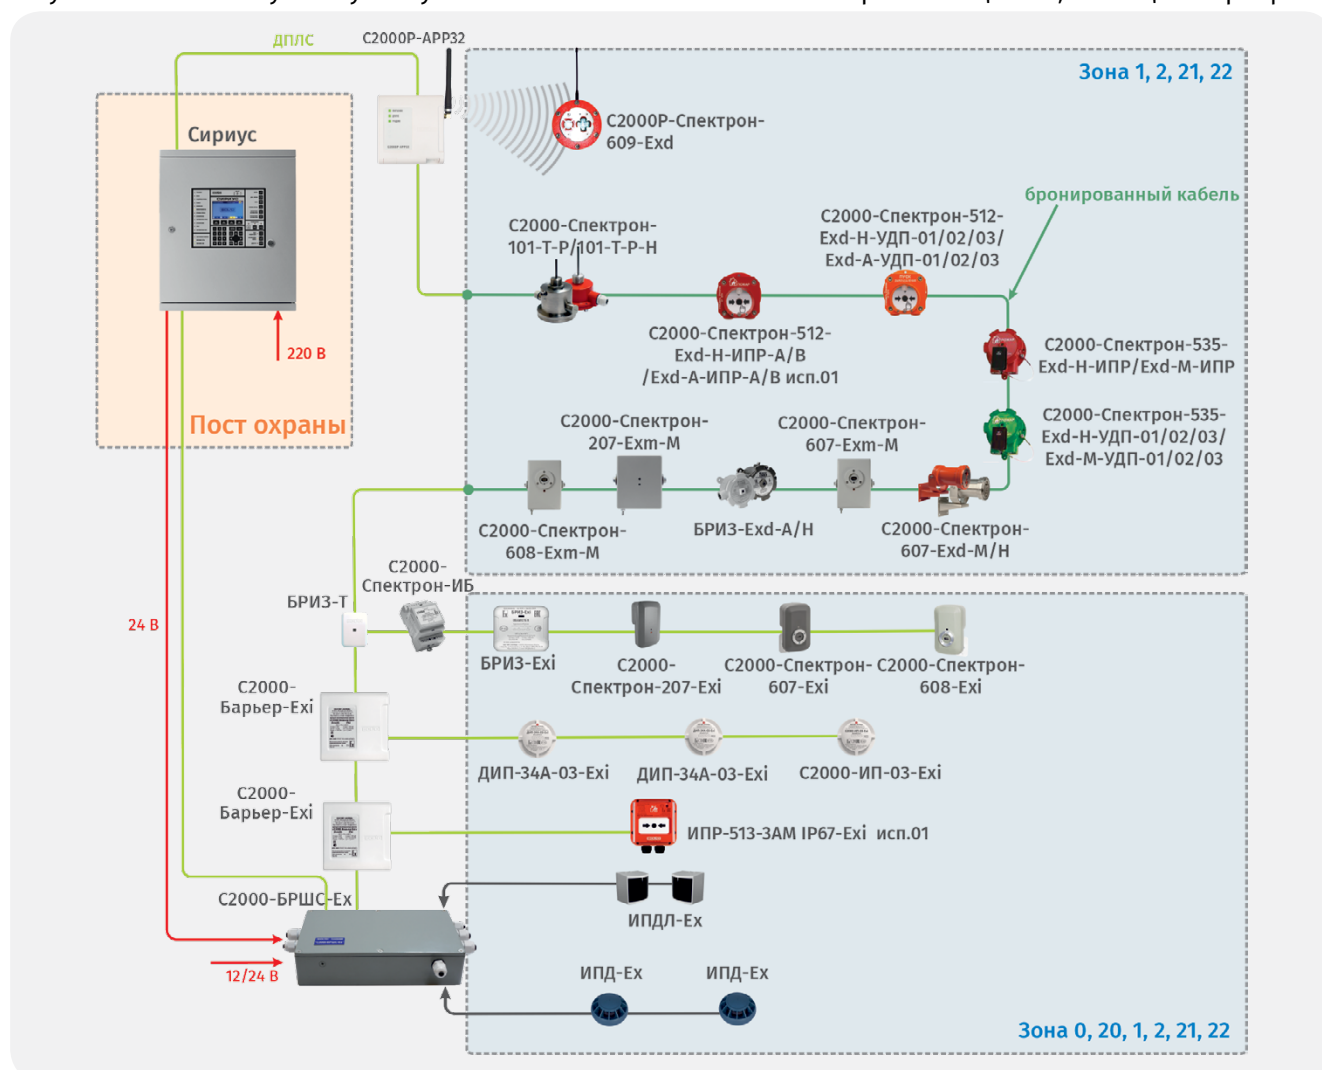 ДПЛС
С2000Р-АРР32
Зона 1, 2, 21, 22
Сириус
С2000Р-Спектрон-
609-Exd
бронированный кабель
С2000-Спектрон-
101-Т-Р/101-Т-Р-Н
С2000-Спектрон-512-
Exd-Н-УДП-01/02/03/
Exd-А-УДП-01/02/03
220 В
С2000-Спектрон-512-
Exd-Н-ИПР-А/В
/Exd-А-ИПР-А/В исп.01
С2000-Спектрон-535-
Exd-Н-ИПР/Exd-М-ИПР
Пост охраны
С2000-Спектрон-
207-Exm-М
С2000-Спектрон-
607-Exm-М
С2000-Спектрон-535-
Exd-Н-УДП-01/02/03/
Exd-М-УДП-01/02/03
С2000-Спектрон-
608-Exm-М
БРИЗ-Exd-А/Н
С2000-Спектрон-
607-Exd-М/Н
С2000-
Спектрон-ИБ
БРИЗ-Т
24 В
БРИЗ-Exi
С2000-
Спектрон-207-Exi
С2000-Спектрон-
607-Exi
С2000-Спектрон-
608-Exi
С2000-
Барьер-Exi
ДИП-34А-03-Exi
ДИП-34А-03-Exi
С2000-ИП-03-Exi
С2000-
Барьер-Exi
ИПР-513-3АМ IP67-Exi исп.01
С2000-БРШС-Ex
ИПДЛ-Ex
12/24 В
ИПД-Ex
ИПД-Ex
Зона 0, 20, 1, 2, 21, 22